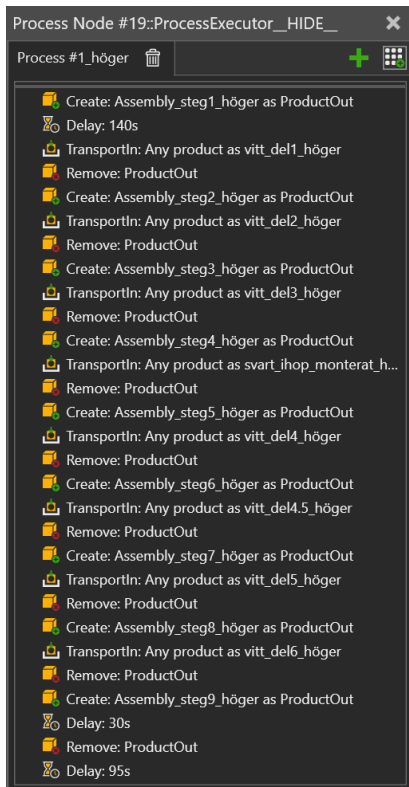 Process Node #19::ProcessExecutor__HIDE__
Process #1_höger
Create: Assembly_steg1_höger as ProductOut
Delay: 140s
TransportIn: Any product as vitt_del1_höger
Remove: ProductOut
Create: Assembly_steg2_höger as ProductOut
TransportIn: Any product as vitt_del2_höger
Remove: ProductOut
Create: Assembly_steg3_höger as ProductOut
TransportIn: Any product as vitt_del3_höger
Remove: ProductOut
Create: Assembly_steg4_höger as ProductOut
TransportIn: Any product as svart_ihop_monterat_h...
Remove: ProductOut
Create: Assembly_steg5_höger as ProductOut
TransportIn: Any product as vitt_del4_höger
Remove: ProductOut
Create: Assembly_steg6_höger as ProductOut
TransportIn: Any product as vitt_del4.5_höger
Remove: ProductOut
Create: Assembly_steg7_höger as ProductOut
TransportIn: Any product as vitt_del5_höger
Remove: ProductOut
Create: Assembly_steg8_höger as ProductOut
TransportIn: Any product as vitt_del6_höger
Remove: ProductOut
Create: Assembly_steg9_höger as ProductOut
Delay: 30s
Remove: ProductOut
Delay: 95s